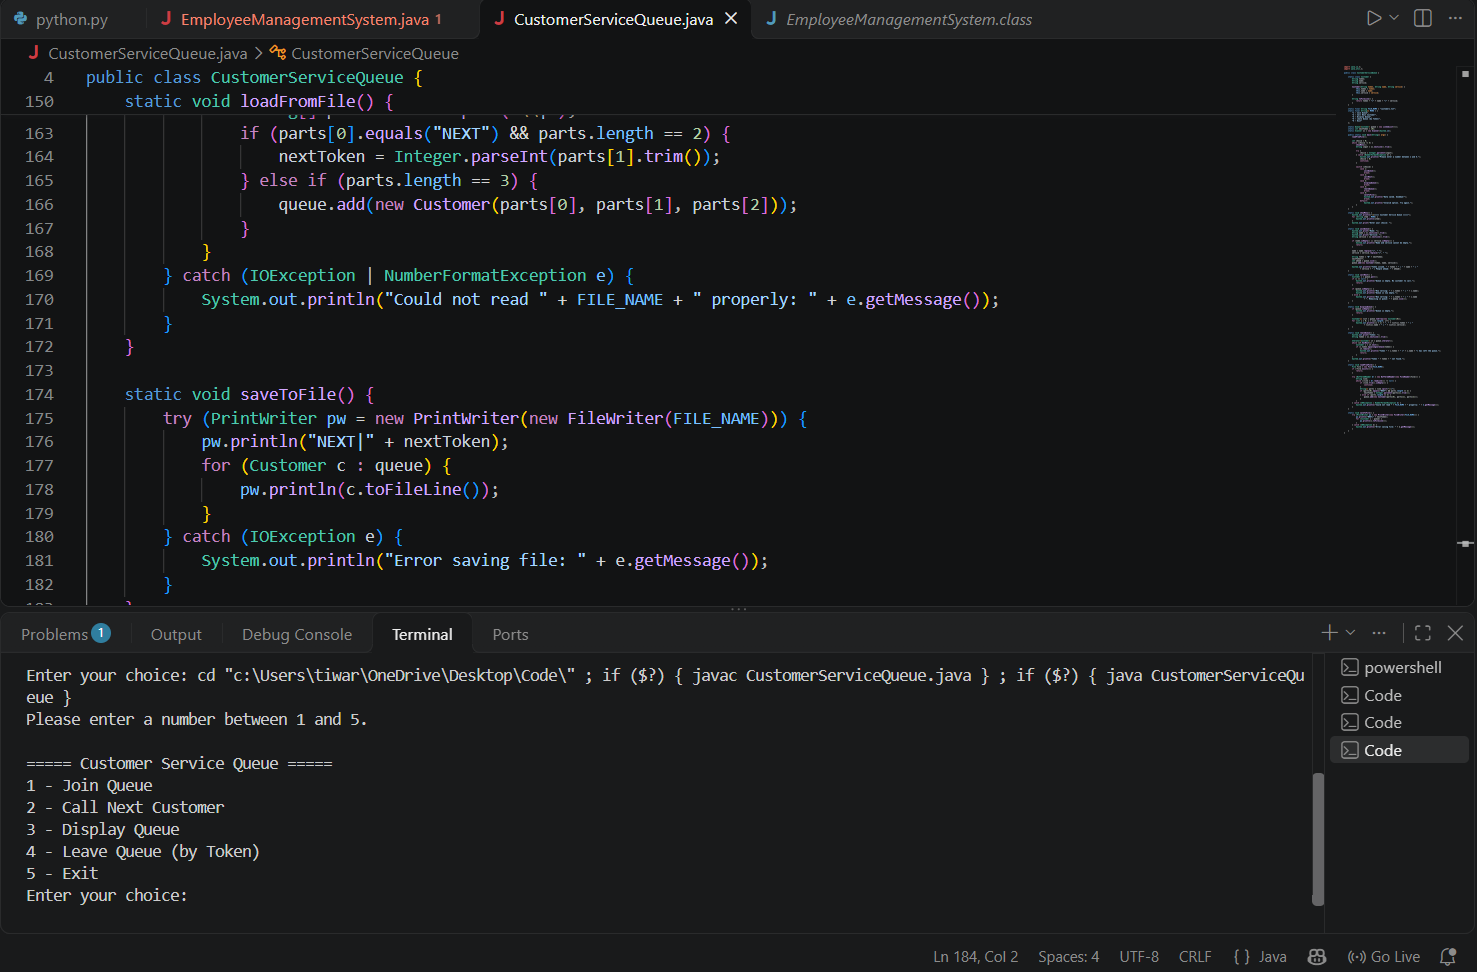 python.py
EmployeeManagementSystem.java 1
CustomerServiceQueue.java
EmployeeManagementSystem.class
CustomerServiceQueue.java > CustomerServiceQueue
4 public class CustomerServiceQueue {
150 static void loadFromFile() {
163 if (parts[0].equals("NEXT") && parts.length == 2) {
164 nextToken = Integer.parseInt(parts[1].trim());
165 } else if (parts.length == 3) {
166 queue.add(new Customer(parts[0], parts[1], parts[2]));
167 }
168 }
169 } catch (IOException | NumberFormatException e) {
170 System.out.println("Could not read " + FILE_NAME + " properly: " + e.getMessage());
171 }
172 }
173
174 static void saveToFile() {
175 try (PrintWriter pw = new PrintWriter(new FileWriter(FILE_NAME))) {
176 pw.println("NEXT|" + nextToken);
177 for (Customer c : queue) {
178 pw.println(c.toFileLine());
179 }
180 } catch (IOException e) {
181 System.out.println("Error saving file: " + e.getMessage());
182 }
Problems 1
Output
Debug Console
Terminal
Ports
Enter your choice: cd "c:\Users\tiwar\OneDrive\Desktop\Code\" ; if ($?) { javac CustomerServiceQueue.java } ; if ($?) { java CustomerServiceQu
eue }
Please enter a number between 1 and 5.
===== Customer Service Queue =====
1 - Join Queue
2 - Call Next Customer
3 - Display Queue
4 - Leave Queue (by Token)
5 - Exit
Enter your choice:
powershell
Code
Code
Code
Ln 184, Col 2
Spaces: 4
UTF-8
CRLF
{ } Java
Go Live